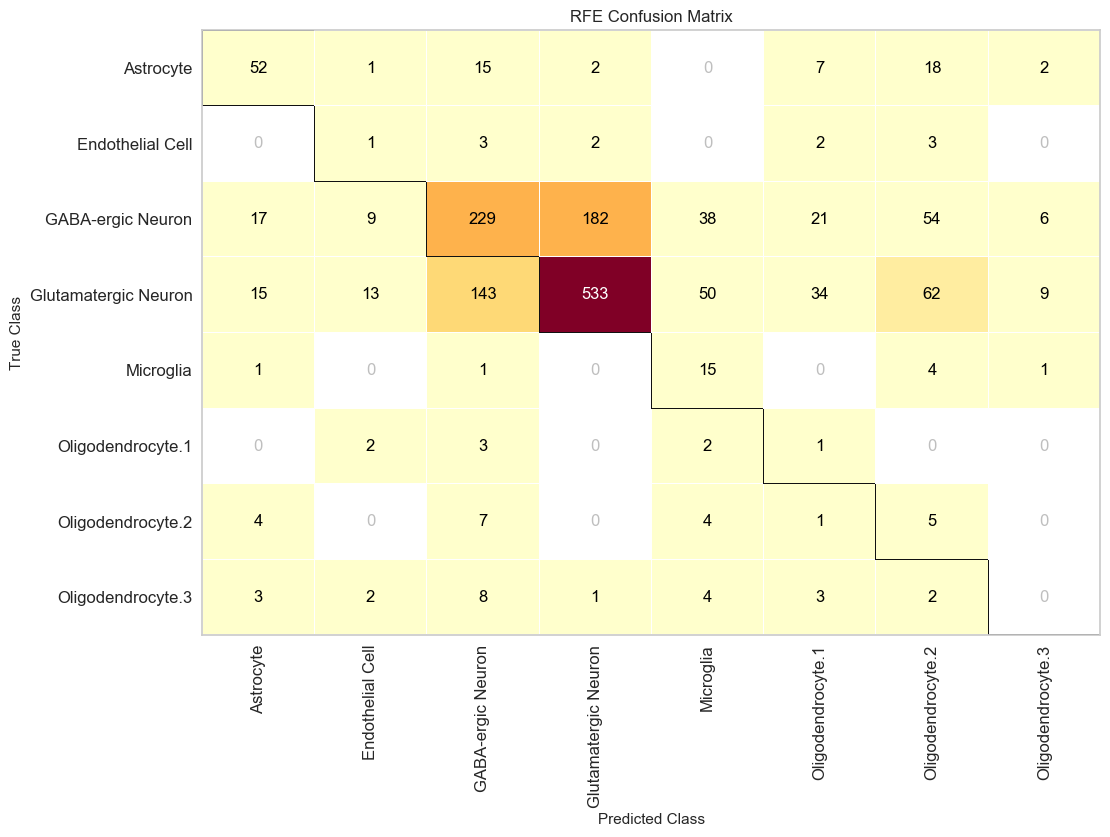 RFE Confusion Matrix
True Class
Astrocyte 52 1 15 2 0 7 18 2
Endothelial Cell 0 1 3 2 0 2 3 0
GABA-ergic Neuron 17 9 229 182 38 21 54 6
Glutamatergic Neuron 15 13 143 533 50 34 62 9
Microglia 1 0 1 0 15 0 4 1
Oligodendrocyte.1 0 2 3 0 2 1 0 0
Oligodendrocyte.2 4 0 7 0 4 1 5 0
Oligodendrocyte.3 3 2 8 1 4 3 2 0
Astrocyte
Endothelial Cell
GABA-ergic Neuron
Glutamatergic Neuron
Microglia
Oligodendrocyte.1
Oligodendrocyte.2
Oligodendrocyte.3
Predicted Class